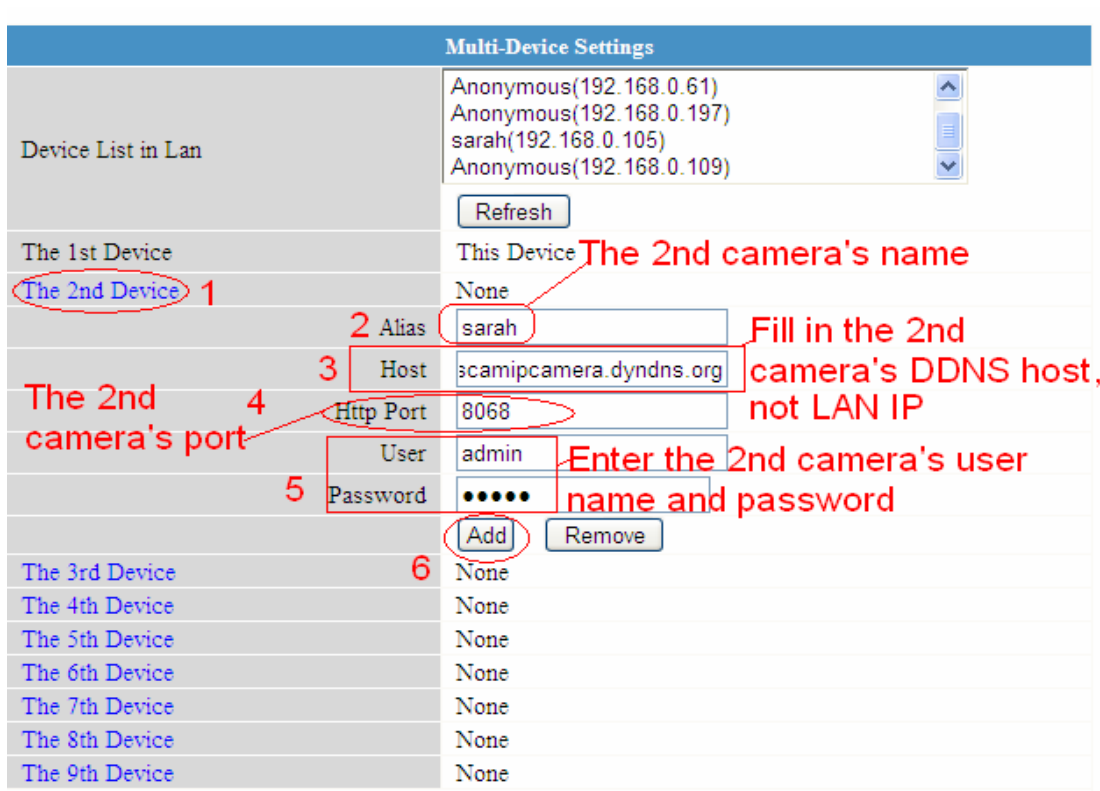 Multi-Device Settings
Device List in Lan
Anonymous(192.168.0.61)
Anonymous(192.168.0.197)
sarah(192.168.0.105)
Anonymous(192.168.0.109)
Refresh
The 1st Device This Device The 2nd camera's name
The 2nd Device 1 None
2 Alias sarah Fill in the 2nd
3 Host scamipcamera.dyndns.org camera's DDNS host,
The 2nd 4 Http Port 8068 not LAN IP
camera's port User admin Enter the 2nd camera's user
5 Password ●●●●● name and password
Add Remove
The 3rd Device 6 None
The 4th Device None
The 5th Device None
The 6th Device None
The 7th Device None
The 8th Device None
The 9th Device None